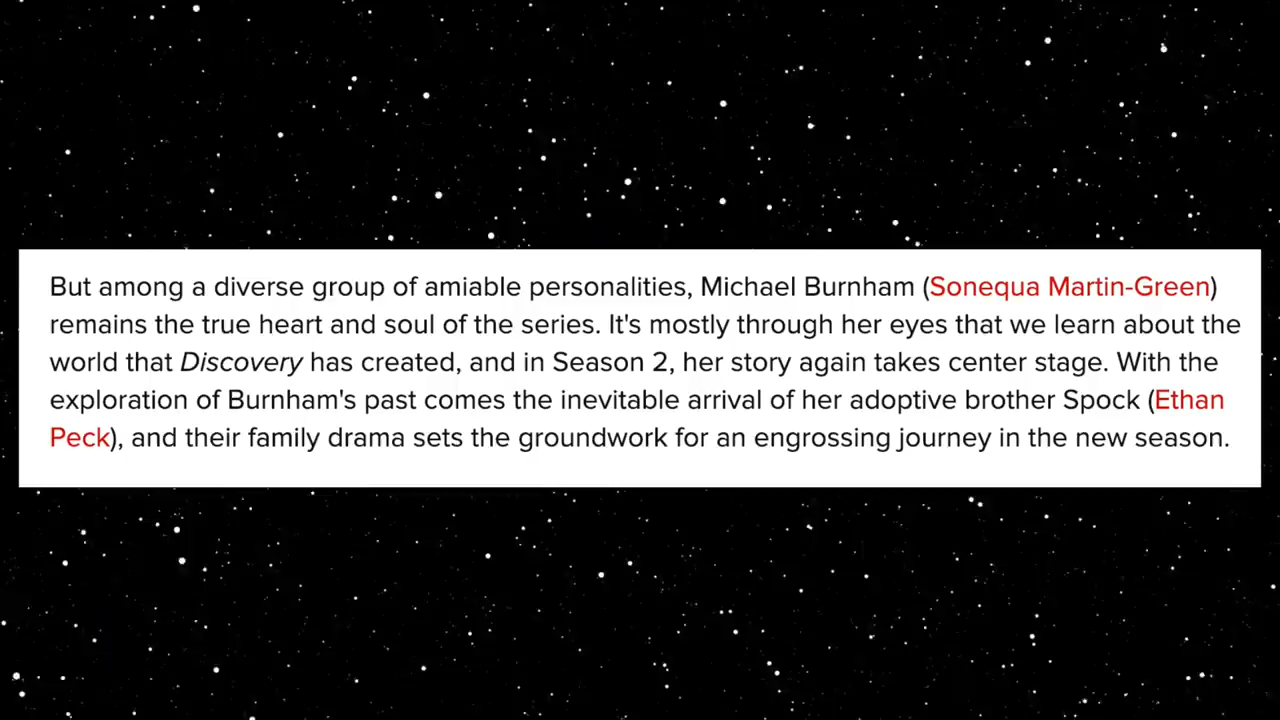 But among a diverse group of amiable personalities, Michael Burnham (Sonequa Martin-Green)
remains the true heart and soul of the series. It's mostly through her eyes that we learn about the
world that Discovery has created, and in Season 2, her story again takes center stage. With the
exploration of Burnham's past comes the inevitable arrival of her adoptive brother Spock (Ethan
Peck), and their family drama sets the groundwork for an engrossing journey in the new season.